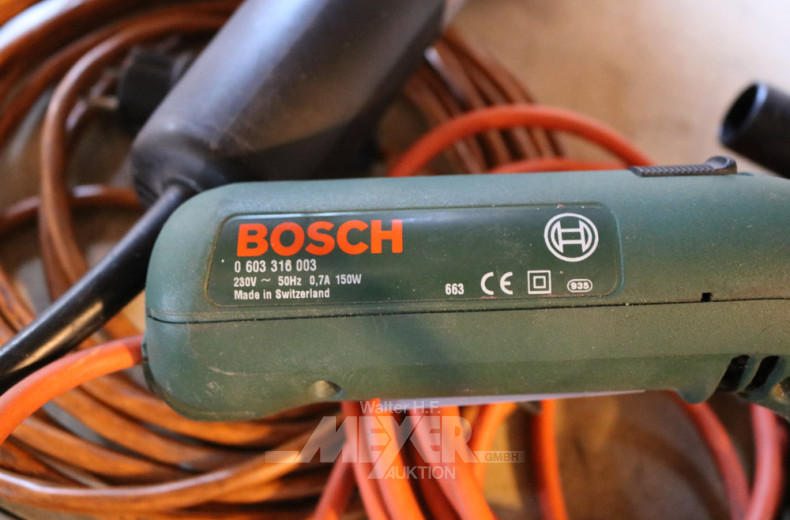 BOSCH
0 603 316 003
230V ~ 50Hz 0,7A 150W
Made in Switzerland
663 CE 935
Walter H.F.
MEYER GMBH
AUKTION